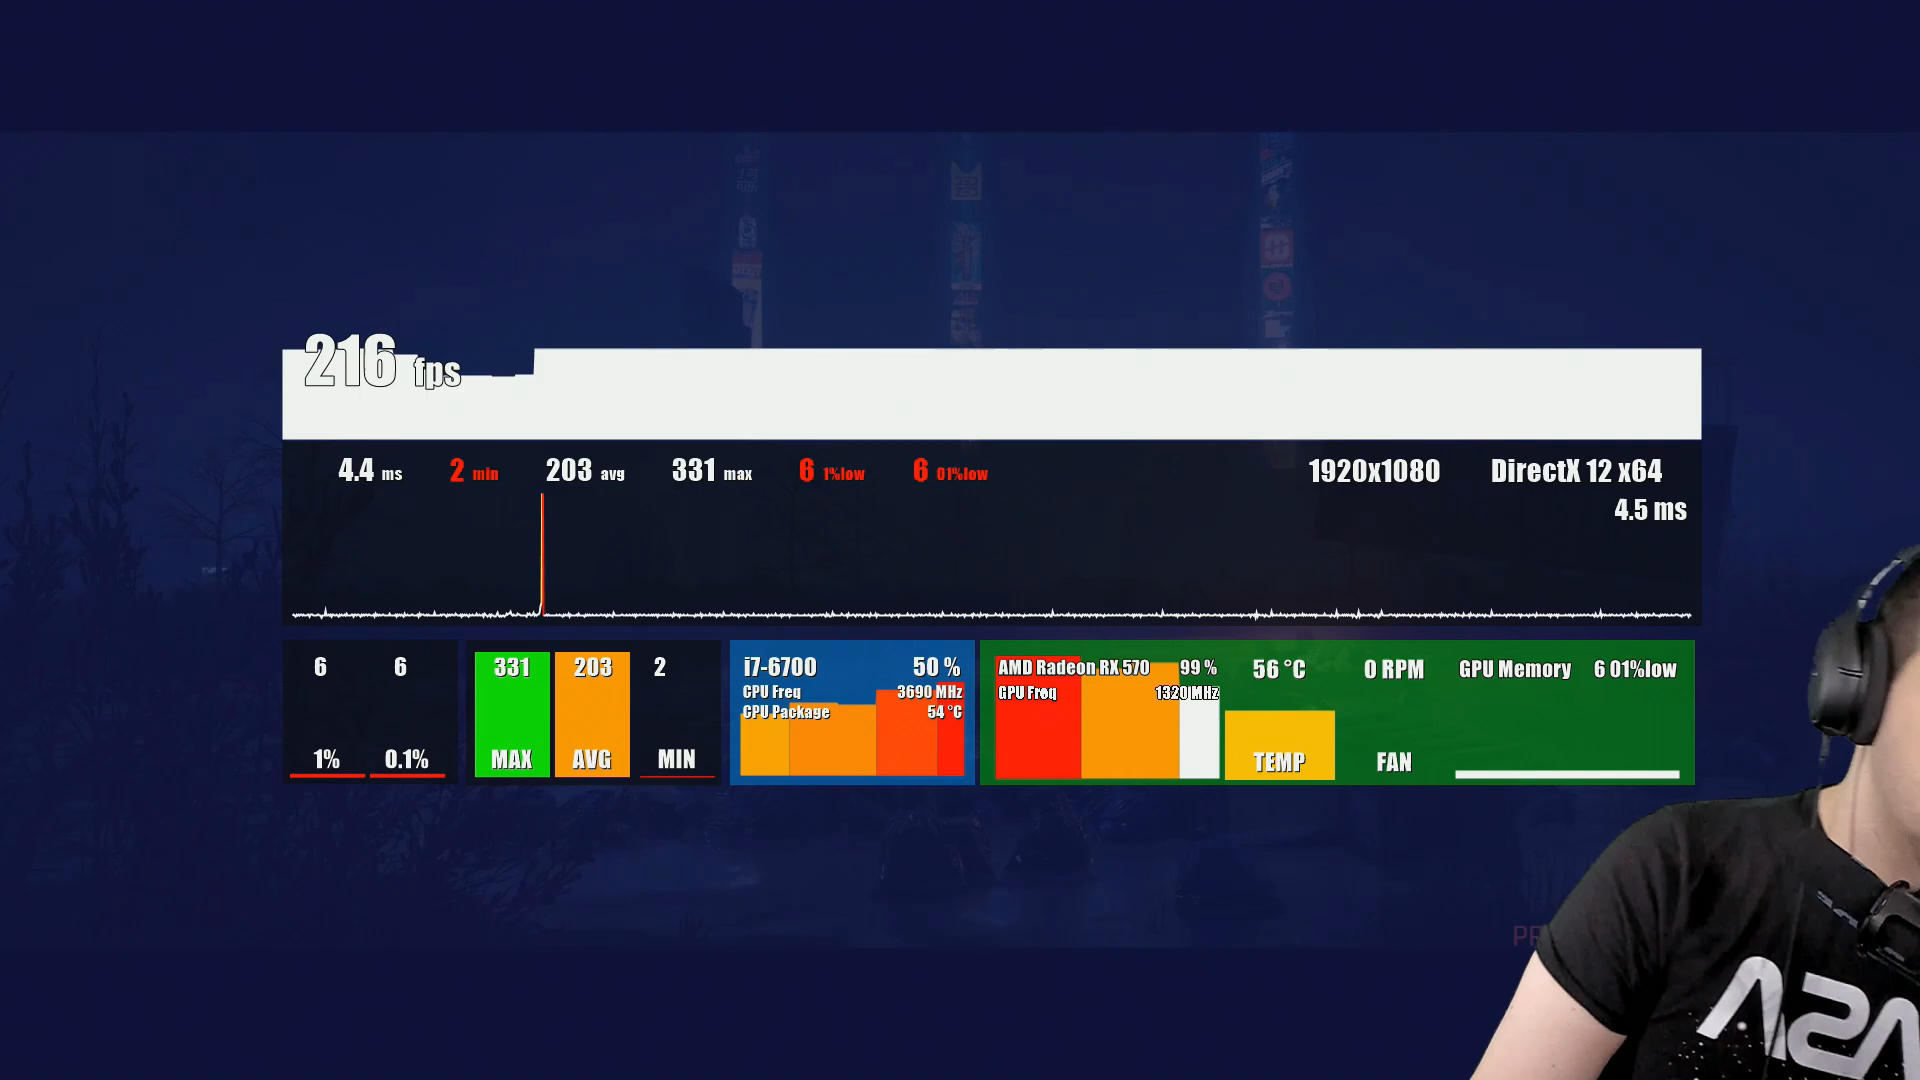 216 fps
4.4 ms 2 min 203 avg 331 max 6 1%low 6 01%low 1920x1080 DirectX 12 x64
4.5 ms
6 6 331 203 2 i7-6700 50 % AMD Radeon RX 570 99 % 56 °C 0 RPM GPU Memory 6 01%low
CPU Freq 3690 MHz GPU Freq 1320 MHz
CPU Package 54 °C
1% 0.1% MAX AVG MIN TEMP FAN
PR